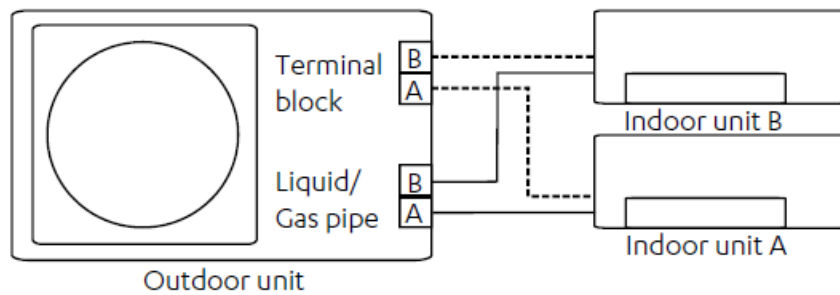 Terminal
block
B
A
Liquid/
Gas pipe
B
A
Outdoor unit
Indoor unit B
Indoor unit A